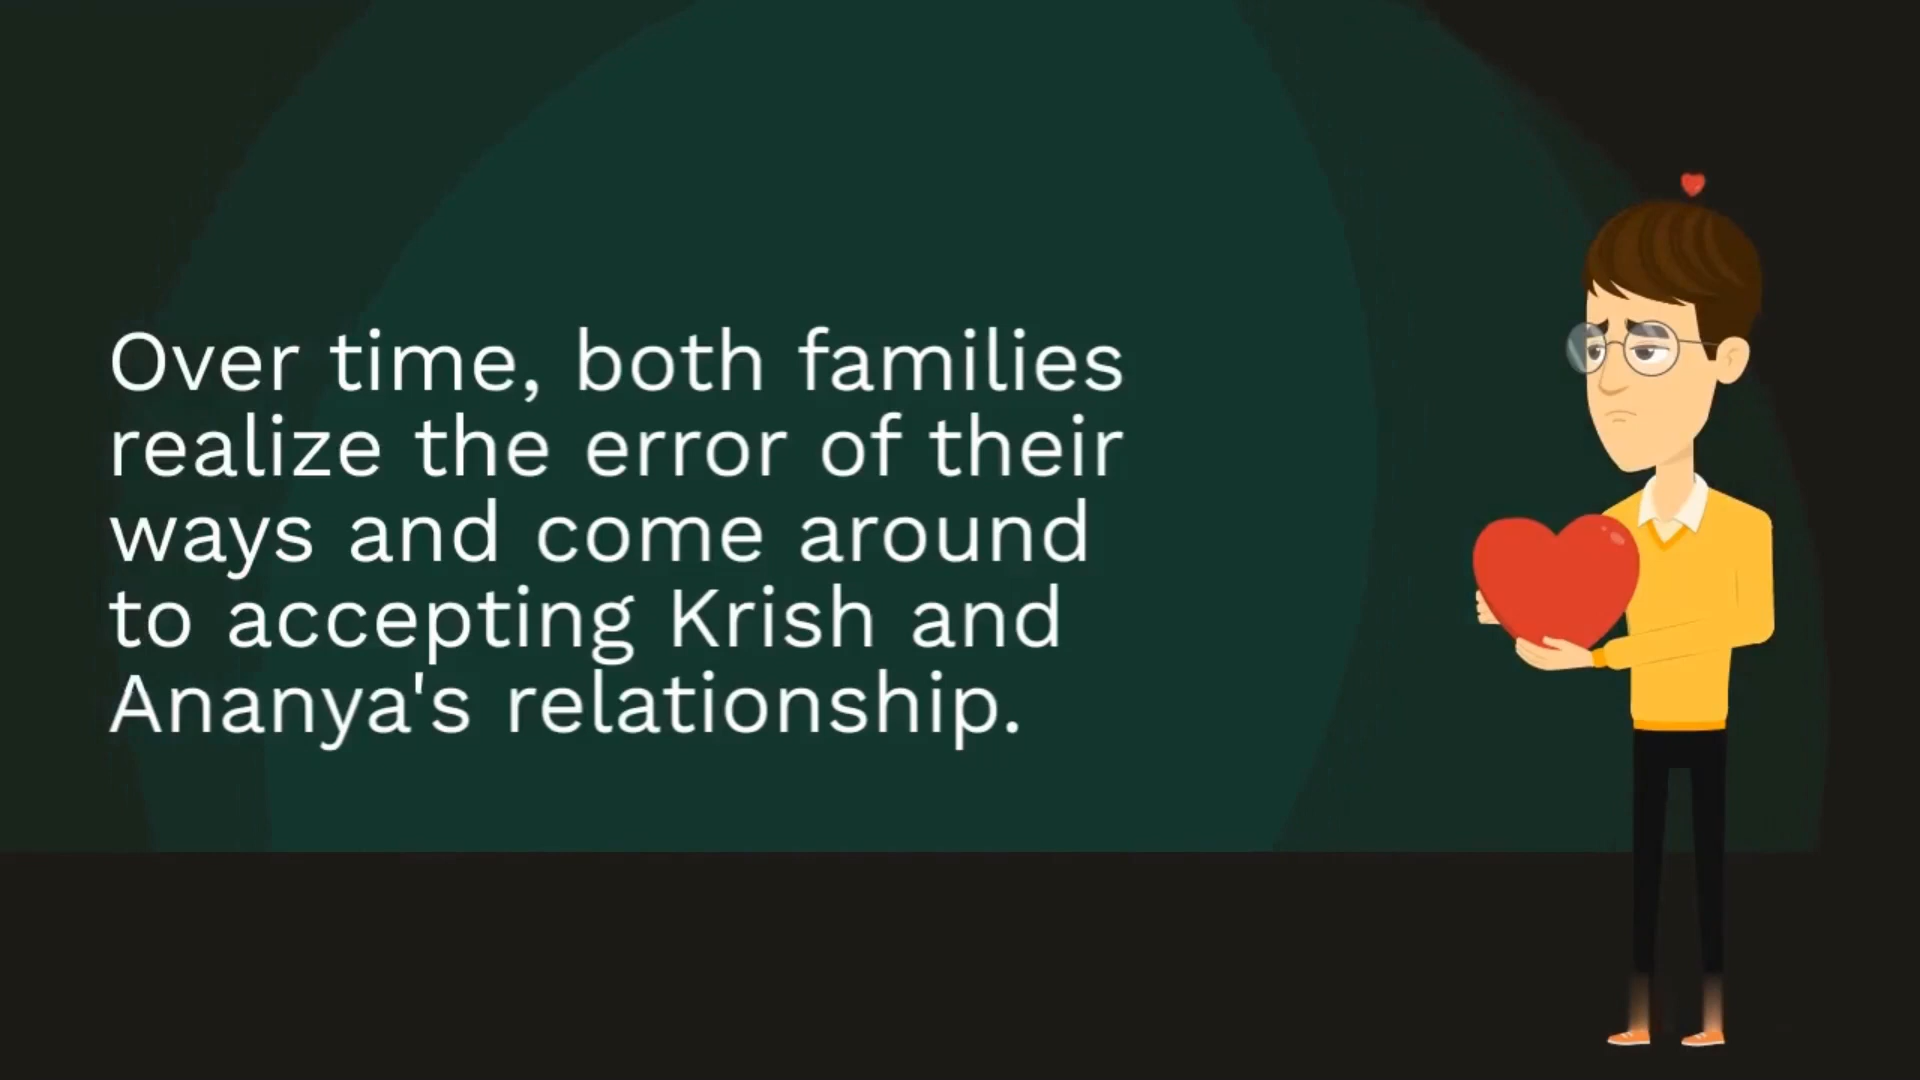 Over time, both families
realize the error of their
ways and come around
to accepting Krish and
Ananya's relationship.